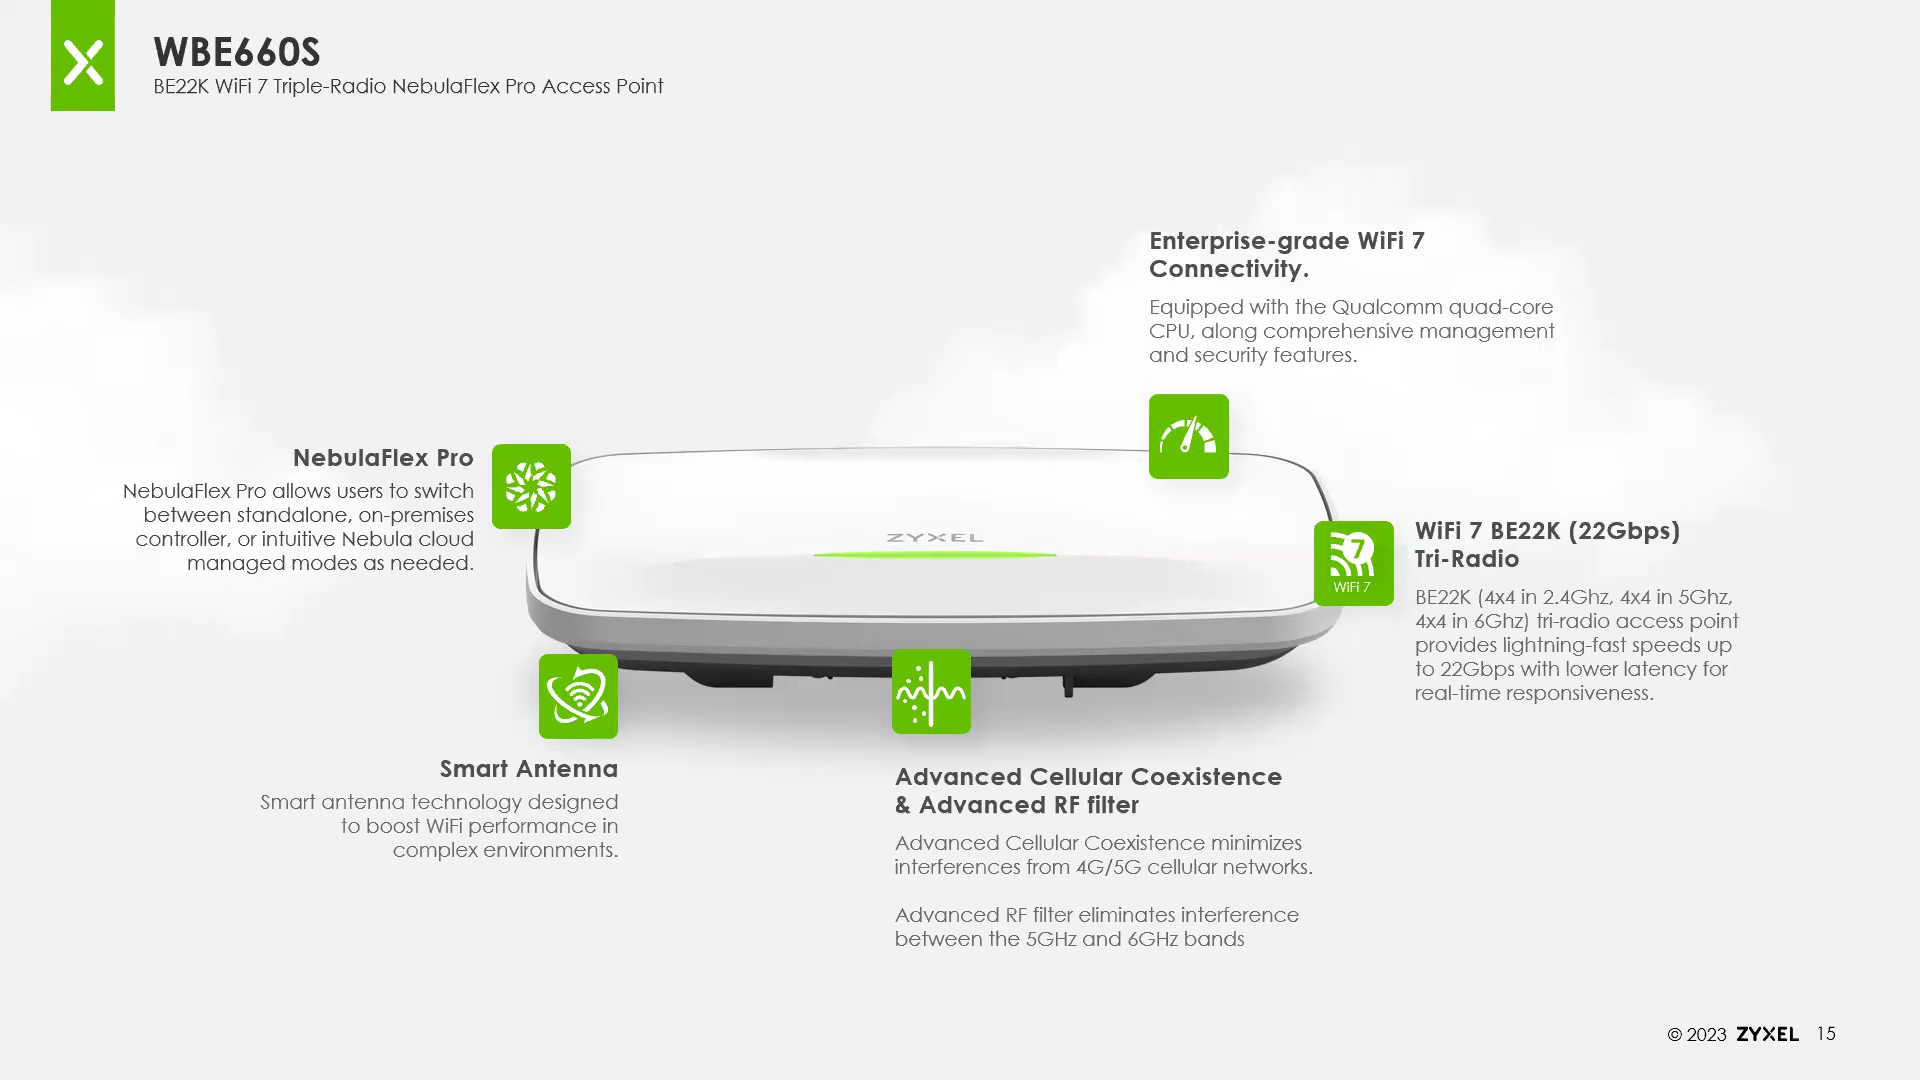 WBE660S
BE22K WiFi 7 Triple-Radio NebulaFlex Pro Access Point
Enterprise-grade WiFi 7
Connectivity.
Equipped with the Qualcomm quad-core
CPU, along comprehensive management
and security features.
NebulaFlex Pro
NebulaFlex Pro allows users to switch
between standalone, on-premises
controller, or intuitive Nebula cloud
managed modes as needed.
ZYXEL
WiFi 7 BE22K (22Gbps)
Tri-Radio
7
WiFi 7
BE22K (4x4 in 2.4Ghz, 4x4 in 5Ghz,
4x4 in 6Ghz) tri-radio access point
provides lightning-fast speeds up
to 22Gbps with lower latency for
real-time responsiveness.
Smart Antenna
Smart antenna technology designed
to boost WiFi performance in
complex environments.
Advanced Cellular Coexistence
& Advanced RF filter
Advanced Cellular Coexistence minimizes
interferences from 4G/5G cellular networks.
Advanced RF filter eliminates interference
between the 5GHz and 6GHz bands
© 2023 ZYXEL 15